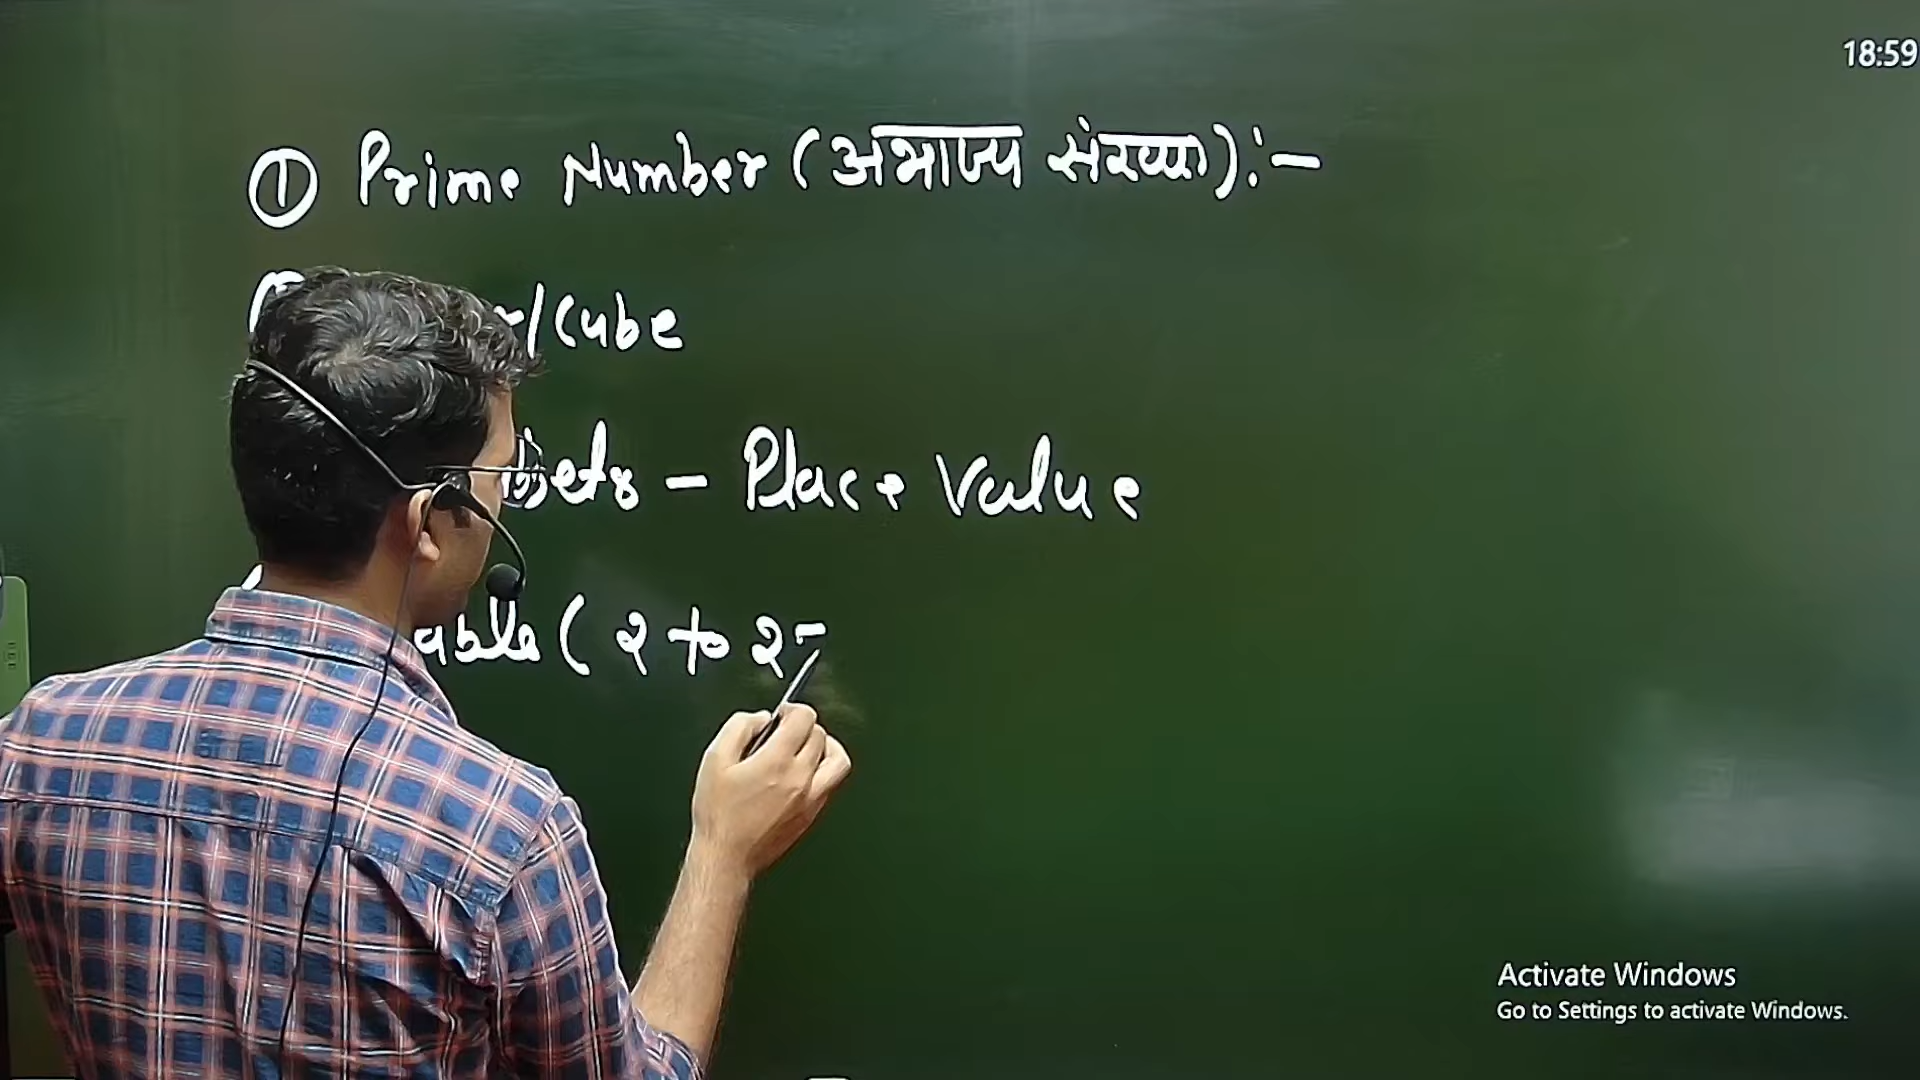 18:59
① Prime Number (अभाज्य संख्या):-
/Cube
- Place Value
( 2 to 2
Activate Windows
Go to Settings to activate Windows.